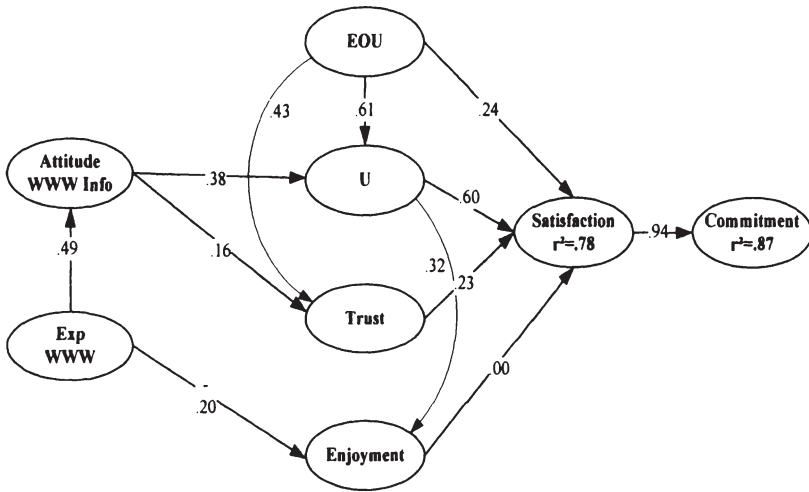 EOU
.43
.61
.24
Attitude
WWW Info
.38
U
.60
Satisfaction
r²=.78
.94
Commitment
r²=.87
.49
.16
.32
.23
Exp
WWW
Trust
-
.20
.00
Enjoyment